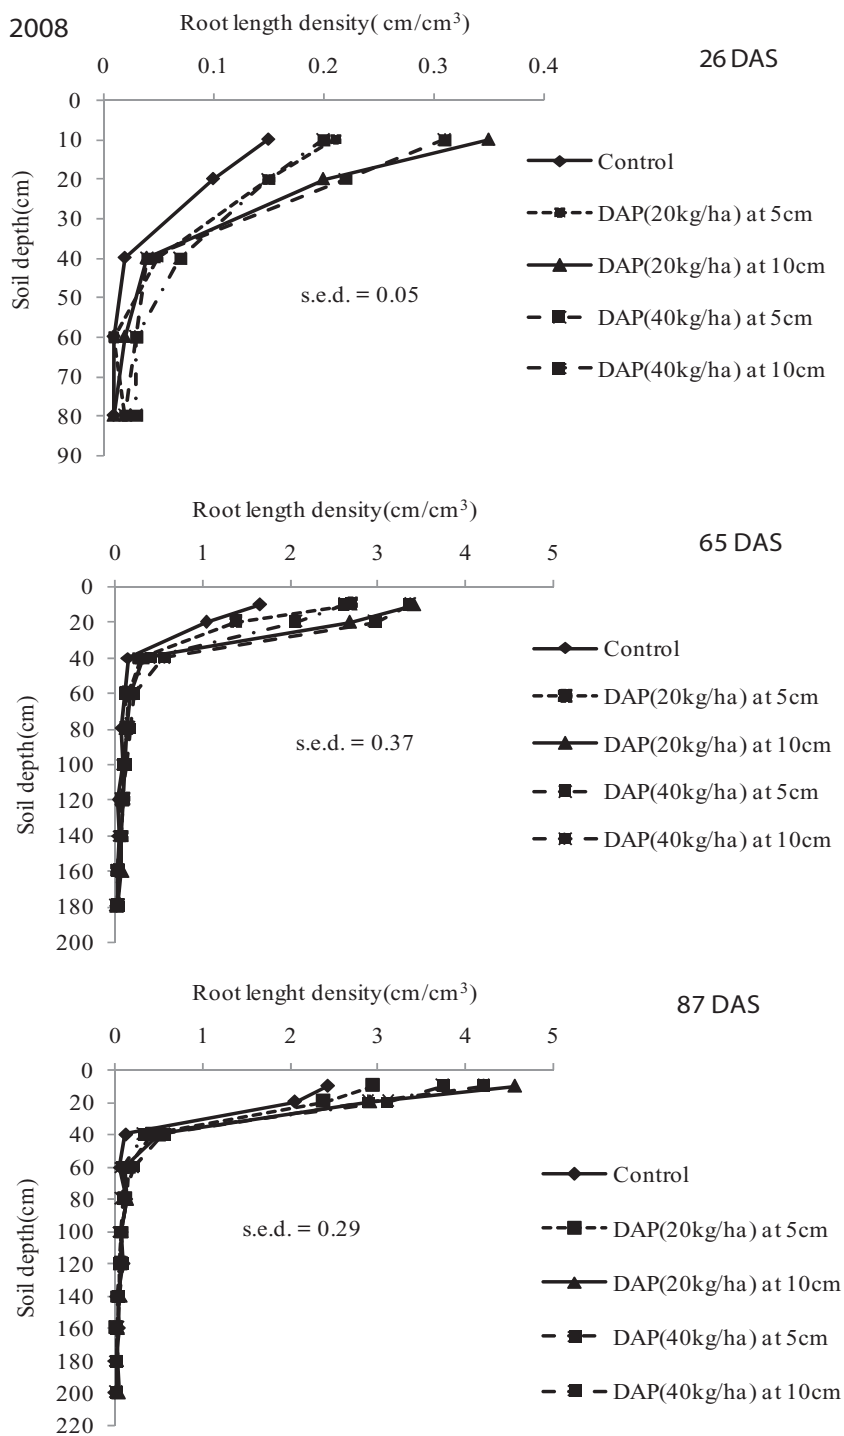 2008
Root length density( cm/cm³)
26 DAS
0 0.1 0.2 0.3 0.4
0
10
20
30
40
50
60
70
80
90
Soil depth(cm)
s.e.d. = 0.05
Control
DAP(20kg/ha) at 5cm
DAP(20kg/ha) at 10cm
DAP(40kg/ha) at 5cm
DAP(40kg/ha) at 10cm
Root length density(cm/cm³)
65 DAS
0 1 2 3 4 5
0
20
40
60
80
100
120
140
160
180
200
Soil depth(cm)
s.e.d. = 0.37
Control
DAP(20kg/ha) at 5cm
DAP(20kg/ha) at 10cm
DAP(40kg/ha) at 5cm
DAP(40kg/ha) at 10cm
Root lenght density(cm/cm³)
87 DAS
0 1 2 3 4 5
0
20
40
60
80
100
120
140
160
180
200
220
Soil depth(cm)
s.e.d. = 0.29
Control
DAP(20kg/ha) at 5cm
DAP(20kg/ha) at 10cm
DAP(40kg/ha) at 5cm
DAP(40kg/ha) at 10cm